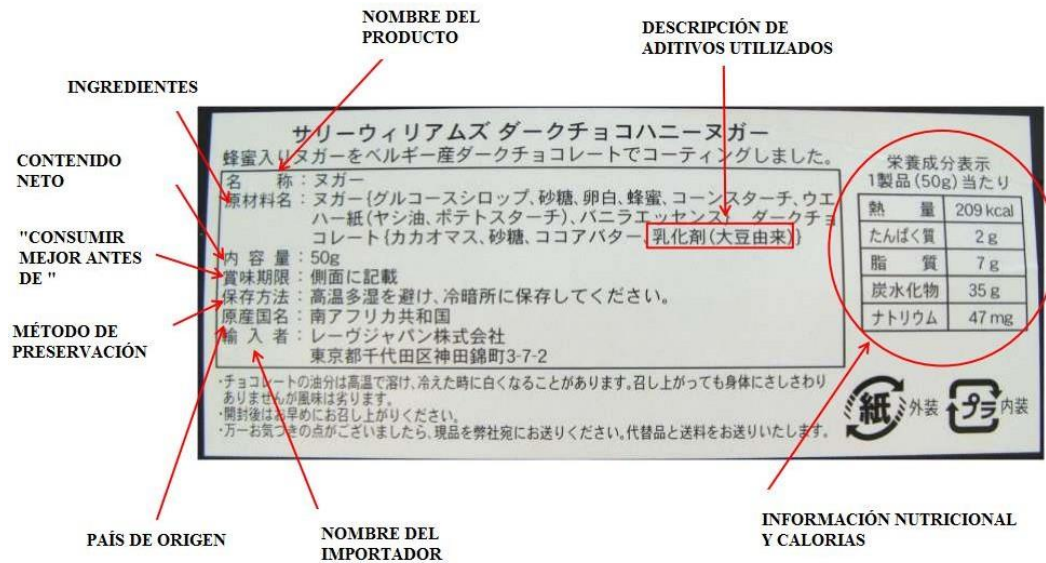 NOMBRE DEL
PRODUCTO
DESCRIPCIÓN DE
ADITIVOS UTILIZADOS
INGREDIENTES
CONTENIDO
NETO
"CONSUMIR
MEJOR ANTES
DE "
MÉTODO DE
PRESERVACIÓN
サリーウィリアムズ ダークチョコハニーヌガー
蜂蜜入りヌガーをベルギー産ダークチョコレートでコーティングしました。
名 称：ヌガー
原材料名：ヌガー{グルコースシロップ、砂糖、卵白、蜂蜜、コーンスターチ、ウエ
ハー紙(ヤシ油、ポテトスターチ)、バニラエッセンス} ダークチョ
コレート{カカオマス、砂糖、ココアバター、乳化剤(大豆由来)}
内 容 量：50g
賞味期限：側面に記載
保存方法：高温多湿を避け、冷暗所に保存してください。
原産国名：南アフリカ共和国
輸 入 者：レーヴジャパン株式会社
東京都千代田区神田錦町3-7-2
・チョコレートの油分は高温で溶け、冷えた時に白くなることがあります。召し上がっても身体にさしさわり
ありませんが風味は劣ります。
・開封後はお早めにお召し上がりください。
・万一お気づきの点がございましたら、現品を弊社宛にお送りください。代替品と送料をお送りいたします。
栄養成分表示
1製品(50g)当たり
熱 量 209 kcal
たんぱく質 2 g
脂 質 7 g
炭水化物 35 g
ナトリウム 47 mg
紙 外装 プラ 内装
PAÍS DE ORIGEN
NOMBRE DEL
IMPORTADOR
INFORMACIÓN NUTRICIONAL
Y CALORIAS